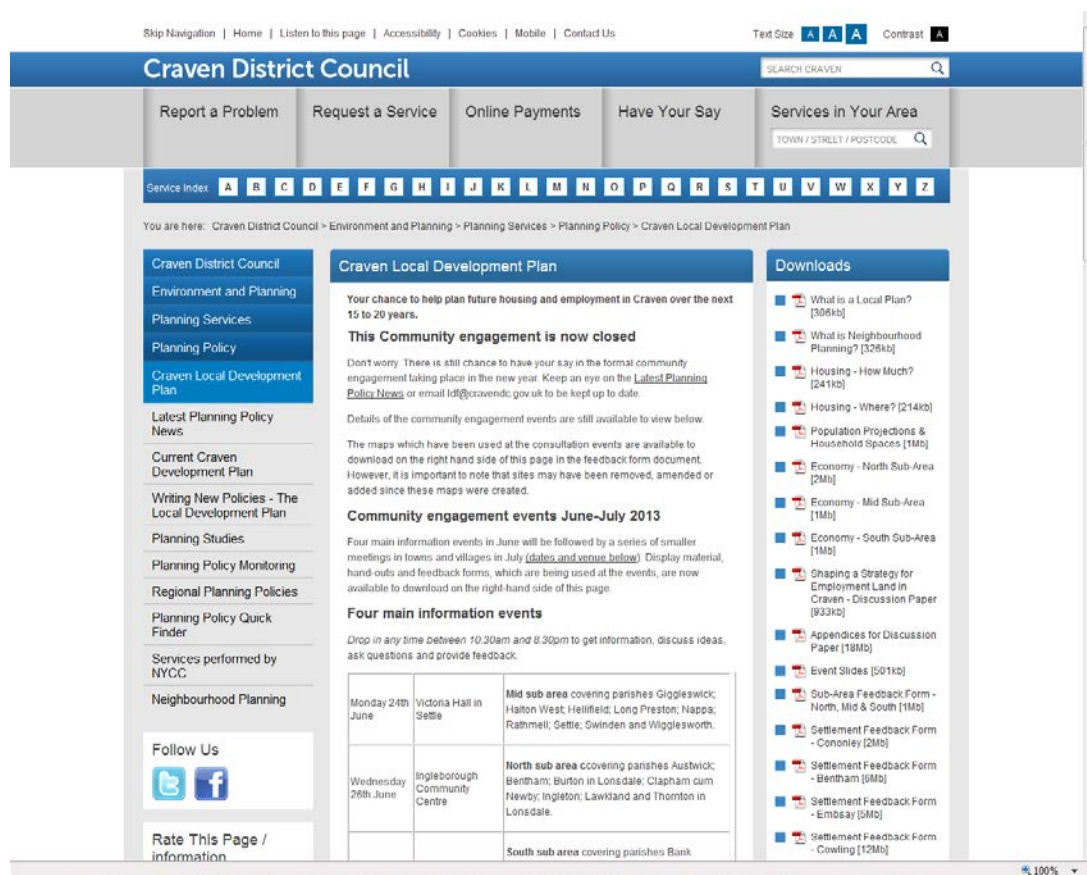 Skip Navigation | Home | Listen to this page | Accessibility | Cookies | Mobile | Contact Us
Text Size A A A Contrast A
Craven District Council
SEARCH CRAVEN
Report a Problem
Request a Service
Online Payments
Have Your Say
Services in Your Area
TOWN / STREET / POSTCODE
Service Index A B C D E F G H I J K L M N O P Q R S T U V W X Y Z
You are here: Craven District Council > Environment and Planning > Planning Services > Planning Policy > Craven Local Development Plan
Craven District Council
Environment and Planning
Planning Services
Planning Policy
Craven Local Development
Plan
Latest Planning Policy
News
Current Craven
Development Plan
Writing New Policies - The
Local Development Plan
Planning Studies
Planning Policy Monitoring
Regional Planning Policies
Planning Policy Quick
Finder
Services performed by
NYCC
Neighbourhood Planning
Follow Us
Rate This Page /
information
Craven Local Development Plan
Your chance to help plan future housing and employment in Craven over the next
15 to 20 years.
This Community engagement is now closed
Don't worry. There is still chance to have your say in the formal community
engagement taking place in the new year. Keep an eye on the Latest Planning
Policy News or email ldf@cravendc.gov.uk to be kept up to date.
Details of the community engagement events are still available to view below.
The maps which have been used at the consultation events are available to
download on the right hand side of this page in the feedback form document.
However, it is important to note that sites may have been removed, amended or
added since these maps were created.
Community engagement events June-July 2013
Four main information events in June will be followed by a series of smaller
meetings in towns and villages in July (dates and venue below). Display material,
hand-outs and feedback forms, which are being used at the events, are now
available to download on the right-hand side of this page.
Four main information events
Drop in any time between 10.30am and 8.30pm to get information, discuss ideas,
ask questions and provide feedback.
Monday 24th
June
Victoria Hall in
Settle
Mid sub area covering parishes Giggleswick;
Halton West; Hellifield; Long Preston; Nappa;
Rathmell; Settle; Swinden and Wigglesworth.
Wednesday
26th June
Ingleborough
Community
Centre
North sub area ccovering parishes Austwick;
Bentham; Burton in Lonsdale; Clapham cum
Newby; Ingleton; Lawkland and Thornton in
Lonsdale.
South sub area covering parishes Bank
Downloads
What is a Local Plan?
[306kb]
What is Neighbourhood
Planning? [326kb]
Housing - How Much?
[241kb]
Housing - Where? [214kb]
Population Projections &
Household Spaces [1Mb]
Economy - North Sub-Area
[2Mb]
Economy - Mid Sub-Area
[1Mb]
Economy - South Sub-Area
[1Mb]
Shaping a Strategy for
Employment Land in
Craven - Discussion Paper
[933kb]
Appendices for Discussion
Paper [18Mb]
Event Slides [501kb]
Sub-Area Feedback Form -
North, Mid & South [1Mb]
Settlement Feedback Form
- Cononley [2Mb]
Settlement Feedback Form
- Bentham [6Mb]
Settlement Feedback Form
- Embsay [5Mb]
Settlement Feedback Form
- Cowling [12Mb]
100%